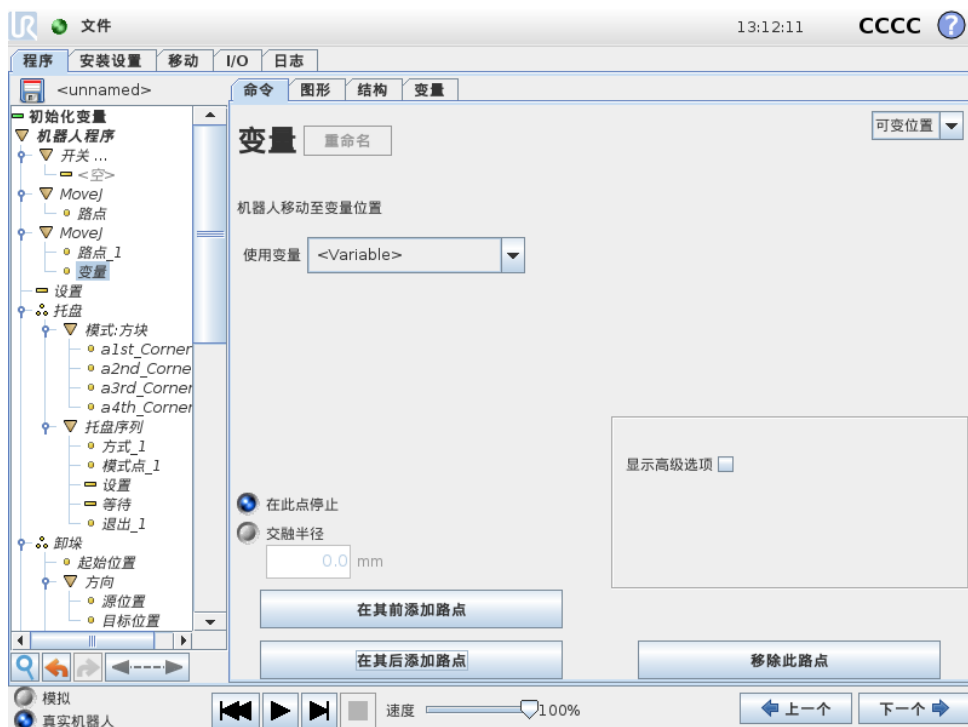 UR 文件 13:12:11 CCCC ?
程序 安装设置 移动 I/O 日志
<unnamed>
命令 图形 结构 变量
初始化变量
机器人程序
开关 ...
<空>
MoveJ
路点
MoveJ
路点_1
变量
设置
托盘
模式:方块
a1st_Corner
a2nd_Corne
a3rd_Corner
a4th_Corner
托盘序列
方式_1
模式点_1
设置
等待
退出_1
卸垛
起始位置
方向
源位置
目标位置
变量 重命名
可变位置
机器人移动至变量位置
使用变量 <Variable>
显示高级选项
在此点停止
交融半径
0.0 mm
在其前添加路点
在其后添加路点
移除此路点
模拟
真实机器人
速度 100%
上一个
下一个